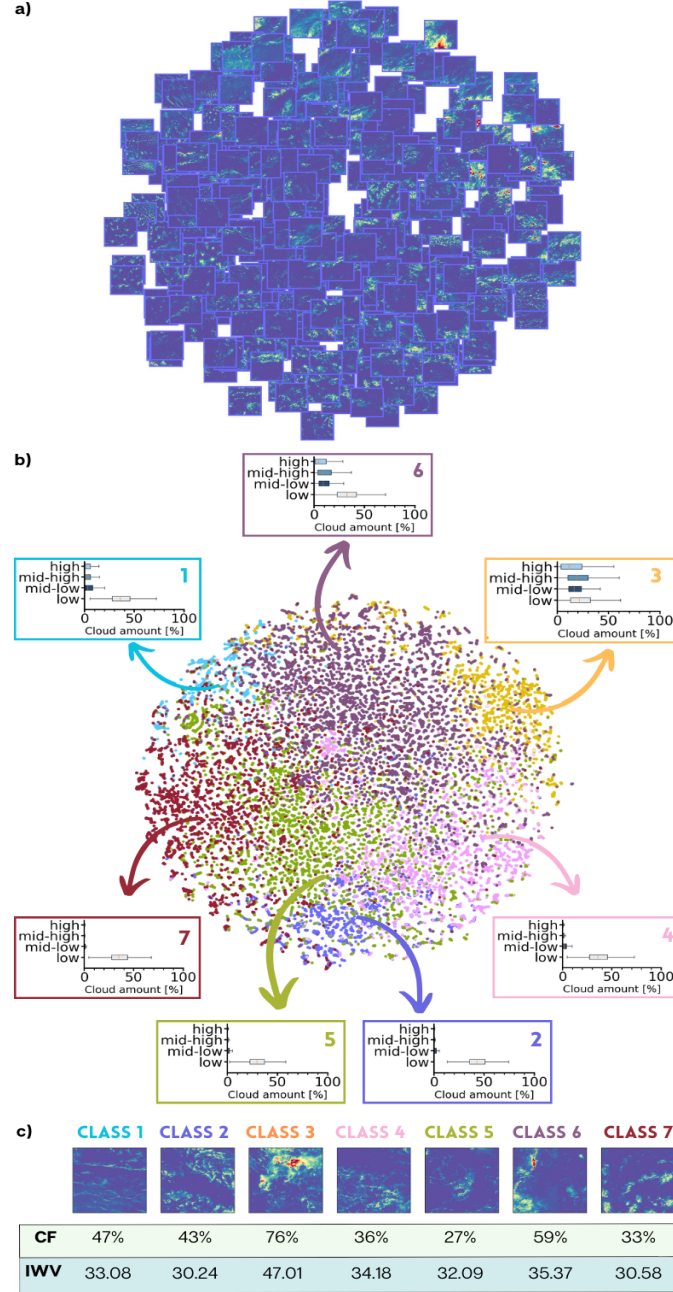 a)
b)
high
mid-high
mid-low
low
0 50 100
Cloud amount [%]
6
high
mid-high
mid-low
low
0 50 100
Cloud amount [%]
1
high
mid-high
mid-low
low
0 50 100
Cloud amount [%]
3
high
mid-high
mid-low
low
0 50 100
Cloud amount [%]
7
high
mid-high
mid-low
low
0 50 100
Cloud amount [%]
4
high
mid-high
mid-low
low
0 50 100
Cloud amount [%]
5
high
mid-high
mid-low
low
0 50 100
Cloud amount [%]
2
c)
CLASS 1 CLASS 2 CLASS 3 CLASS 4 CLASS 5 CLASS 6 CLASS 7
CF 47% 43% 76% 36% 27% 59% 33%
IWV 33.08 30.24 47.01 34.18 32.09 35.37 30.58